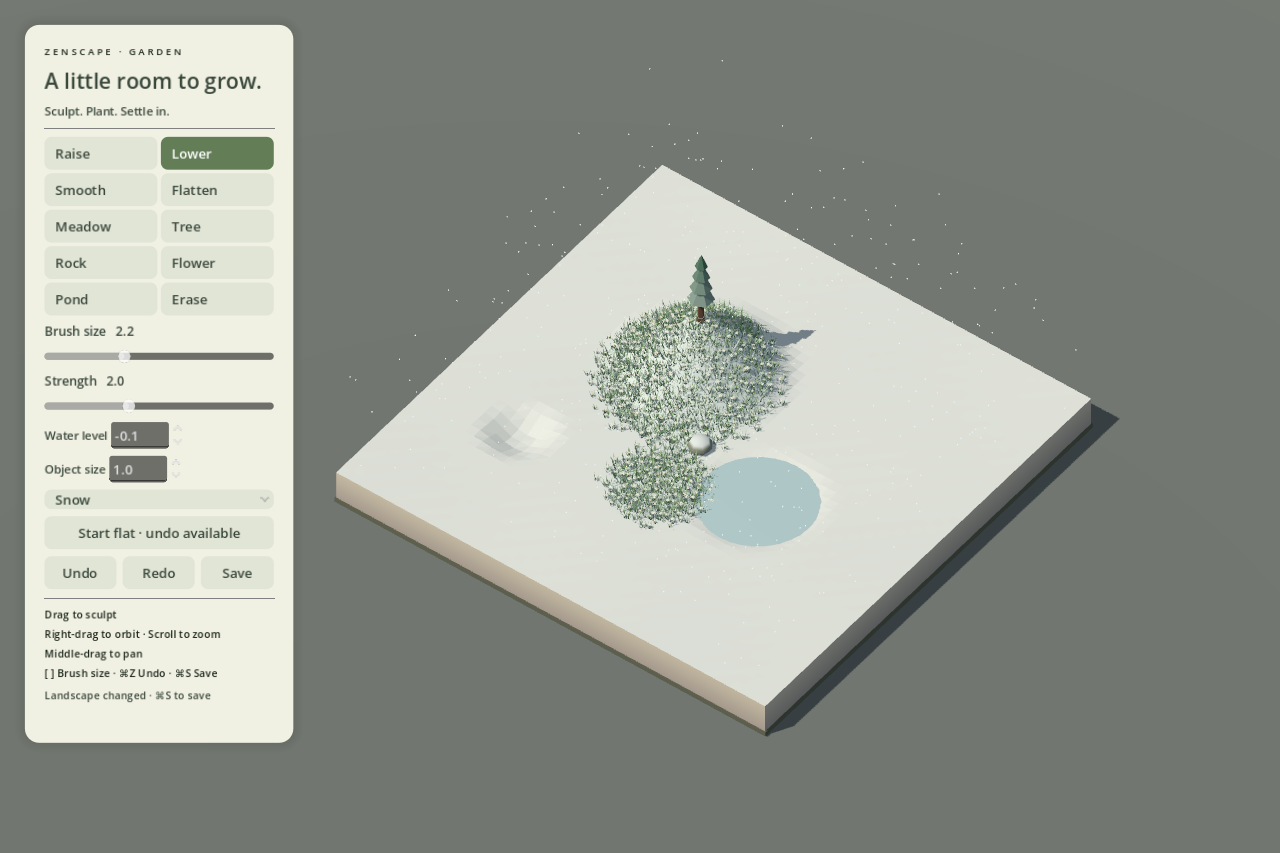 ZENSCAPE · GARDEN
A little room to grow.
Sculpt. Plant. Settle in.
Raise Lower
Smooth Flatten
Meadow Tree
Rock Flower
Pond Erase
Brush size 2.2
Strength 2.0
Water level -0.1
Object size 1.0
Snow
Start flat · undo available
Undo Redo Save
Drag to sculpt
Right-drag to orbit · Scroll to zoom
Middle-drag to pan
[ ] Brush size · ⌘Z Undo · ⌘S Save
Landscape changed · ⌘S to save